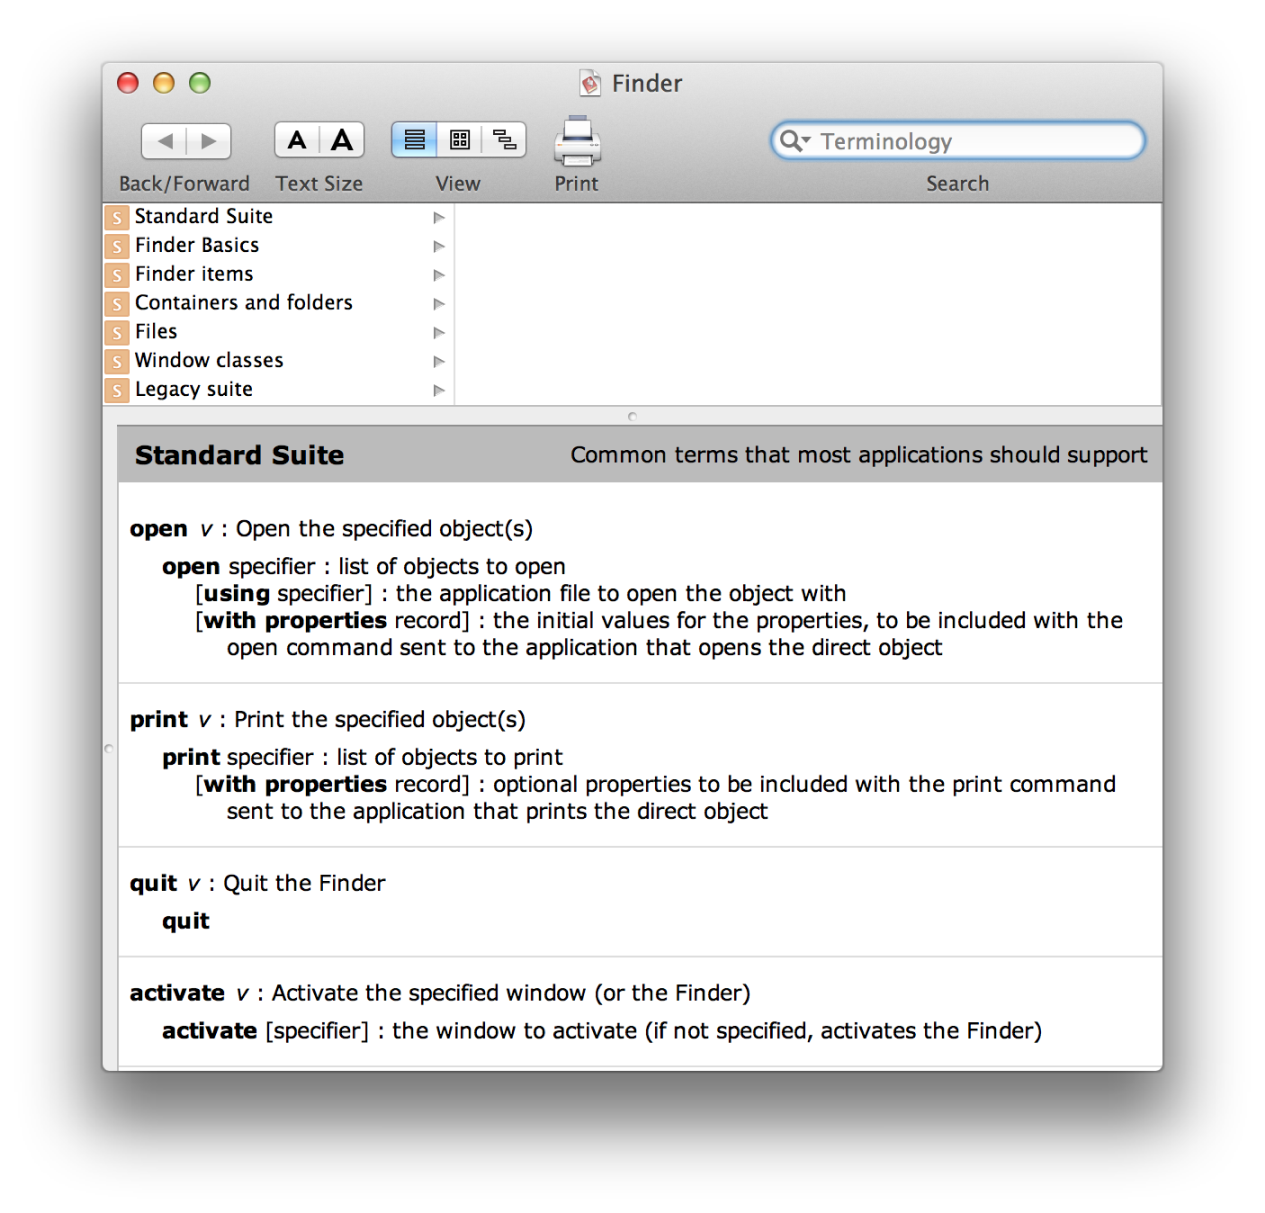 Finder
Terminology
Back/Forward
Text Size
View
Print
Search
S Standard Suite
S Finder Basics
S Finder items
S Containers and folders
S Files
S Window classes
S Legacy suite
Standard Suite Common terms that most applications should support
open v : Open the specified object(s)
open specifier : list of objects to open
[using specifier] : the application file to open the object with
[with properties record] : the initial values for the properties, to be included with the
open command sent to the application that opens the direct object
print v : Print the specified object(s)
print specifier : list of objects to print
[with properties record] : optional properties to be included with the print command
sent to the application that prints the direct object
quit v : Quit the Finder
quit
activate v : Activate the specified window (or the Finder)
activate [specifier] : the window to activate (if not specified, activates the Finder)